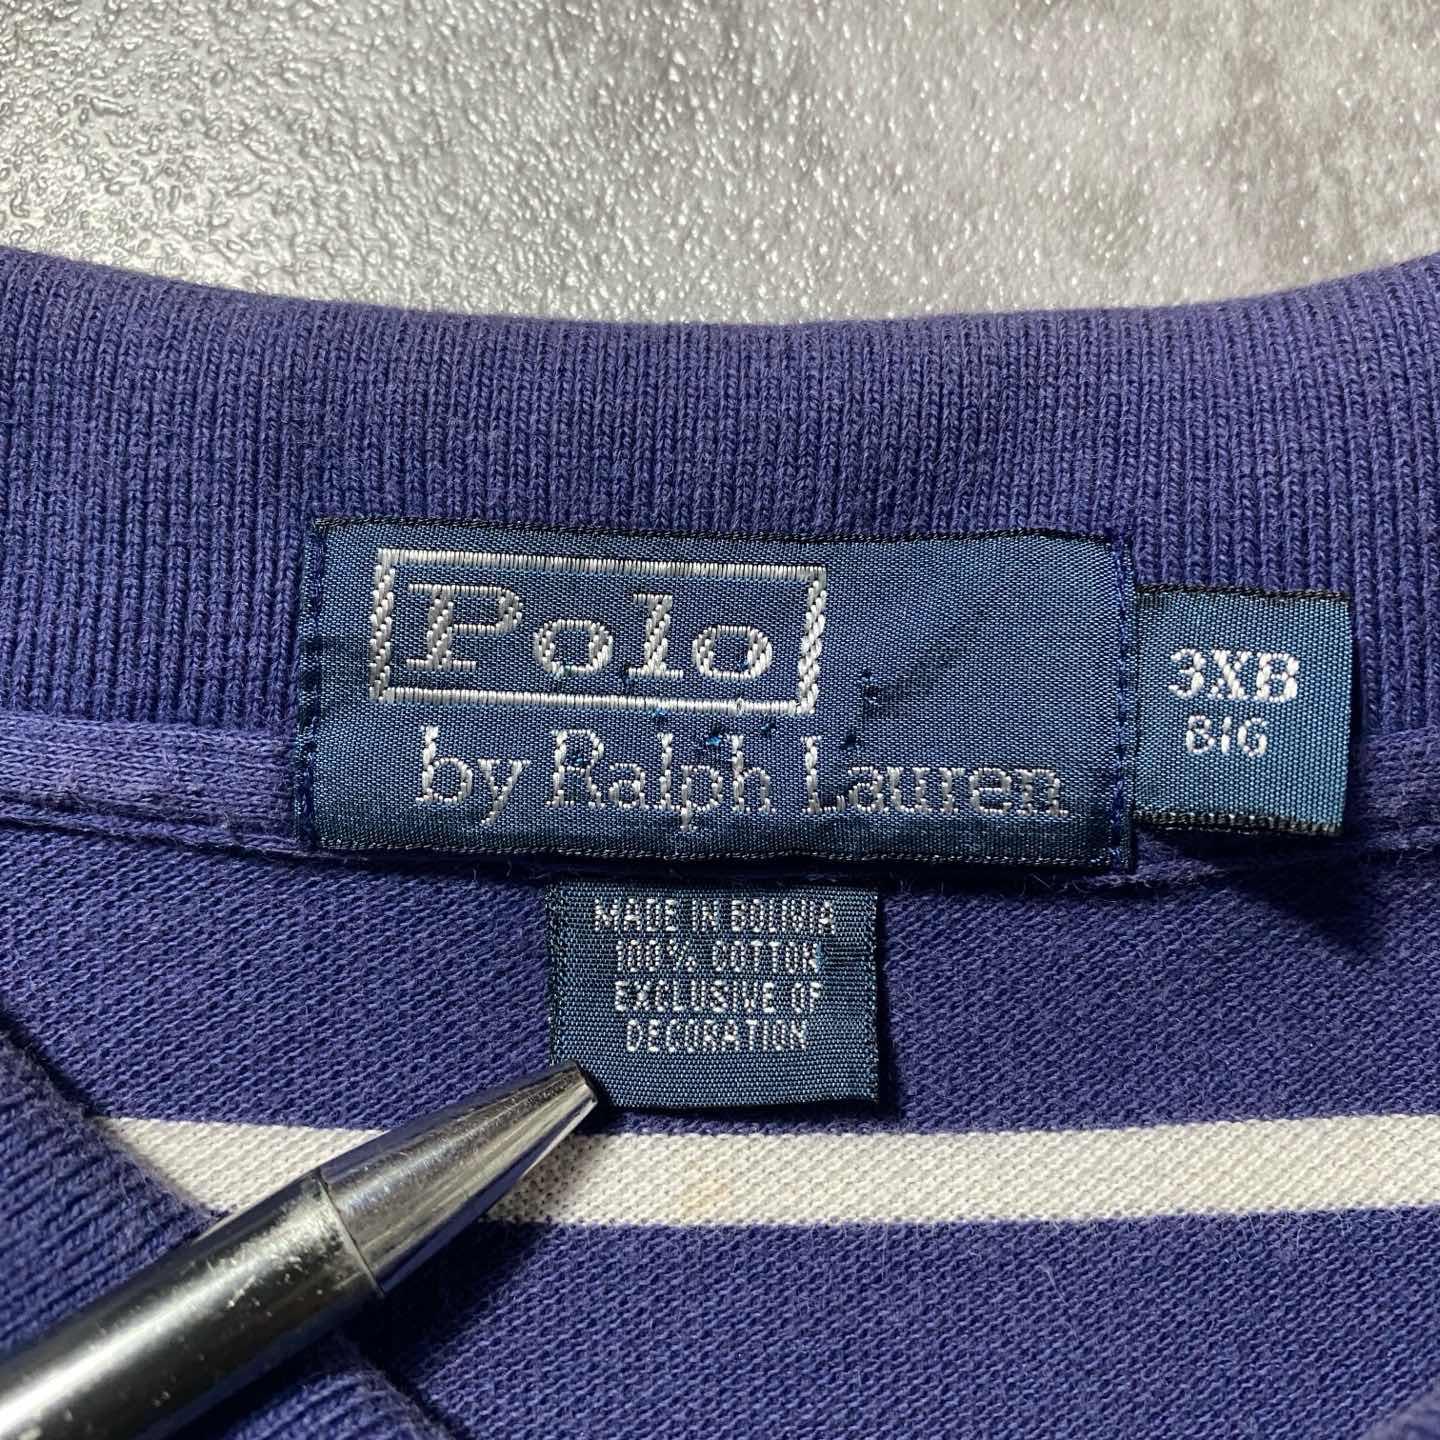 Polo
by Ralph Lauren
3XB
BIG
MADE IN BOLIVIA
100% COTTON
EXCLUSIVE OF
DECORATION